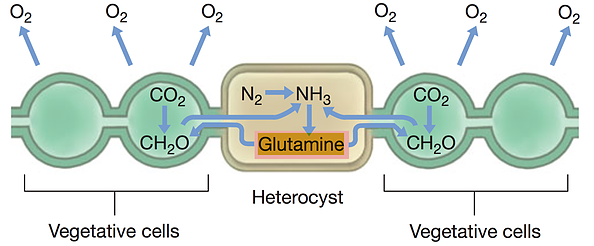 O2 O2 O2 O2 O2 O2
CO2 N2 NH3 CO2
CH2O Glutamine CH2O
Heterocyst
Vegetative cells Vegetative cells